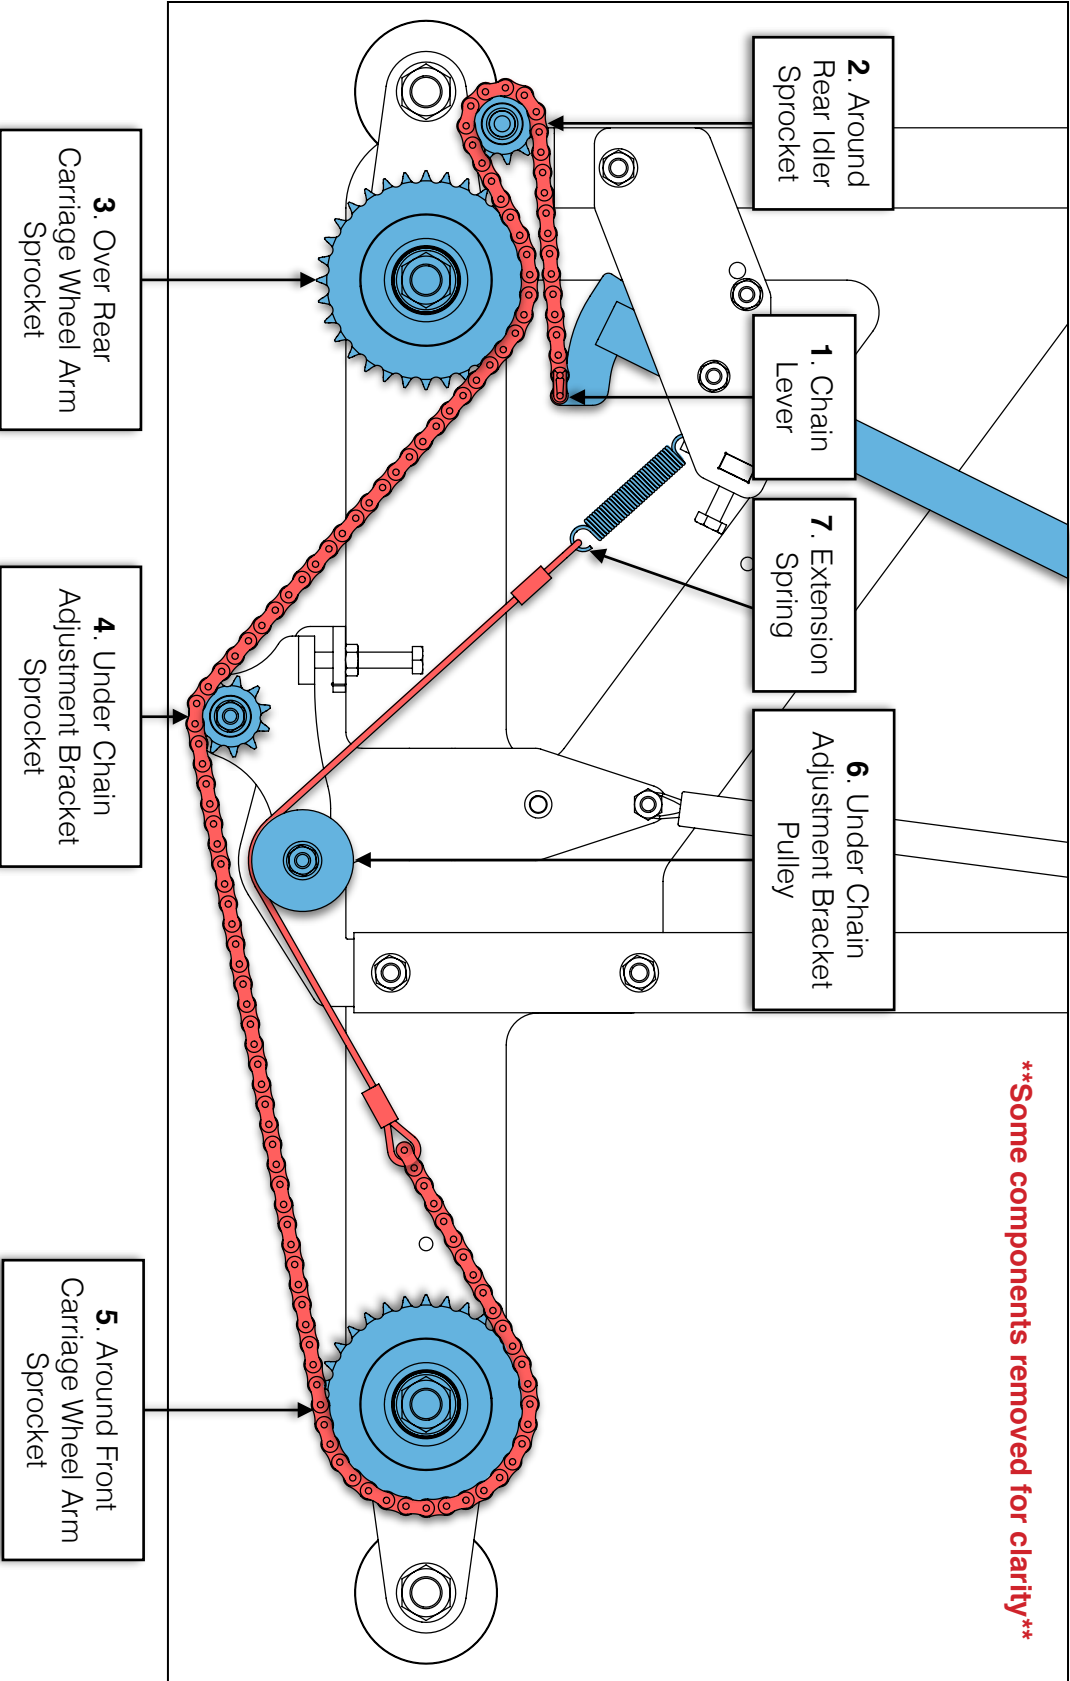 **Some components removed for clarity**
2. Around
Rear Idler
Sprocket
1. Chain
Lever
7. Extension
Spring
6. Under Chain
Adjustment Bracket
Pulley
3. Over Rear
Carriage Wheel Arm
Sprocket
4. Under Chain
Adjustment Bracket
Sprocket
5. Around Front
Carriage Wheel Arm
Sprocket